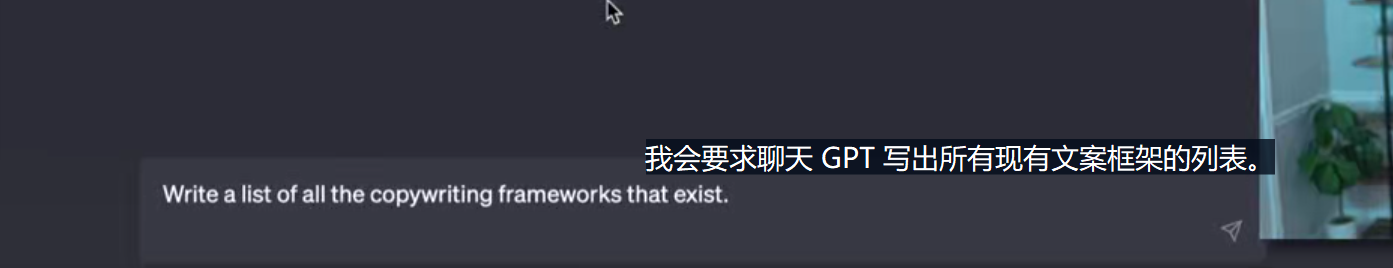 我会要求聊天 GPT 写出所有现有文案框架的列表。
Write a list of all the copywriting frameworks that exist.